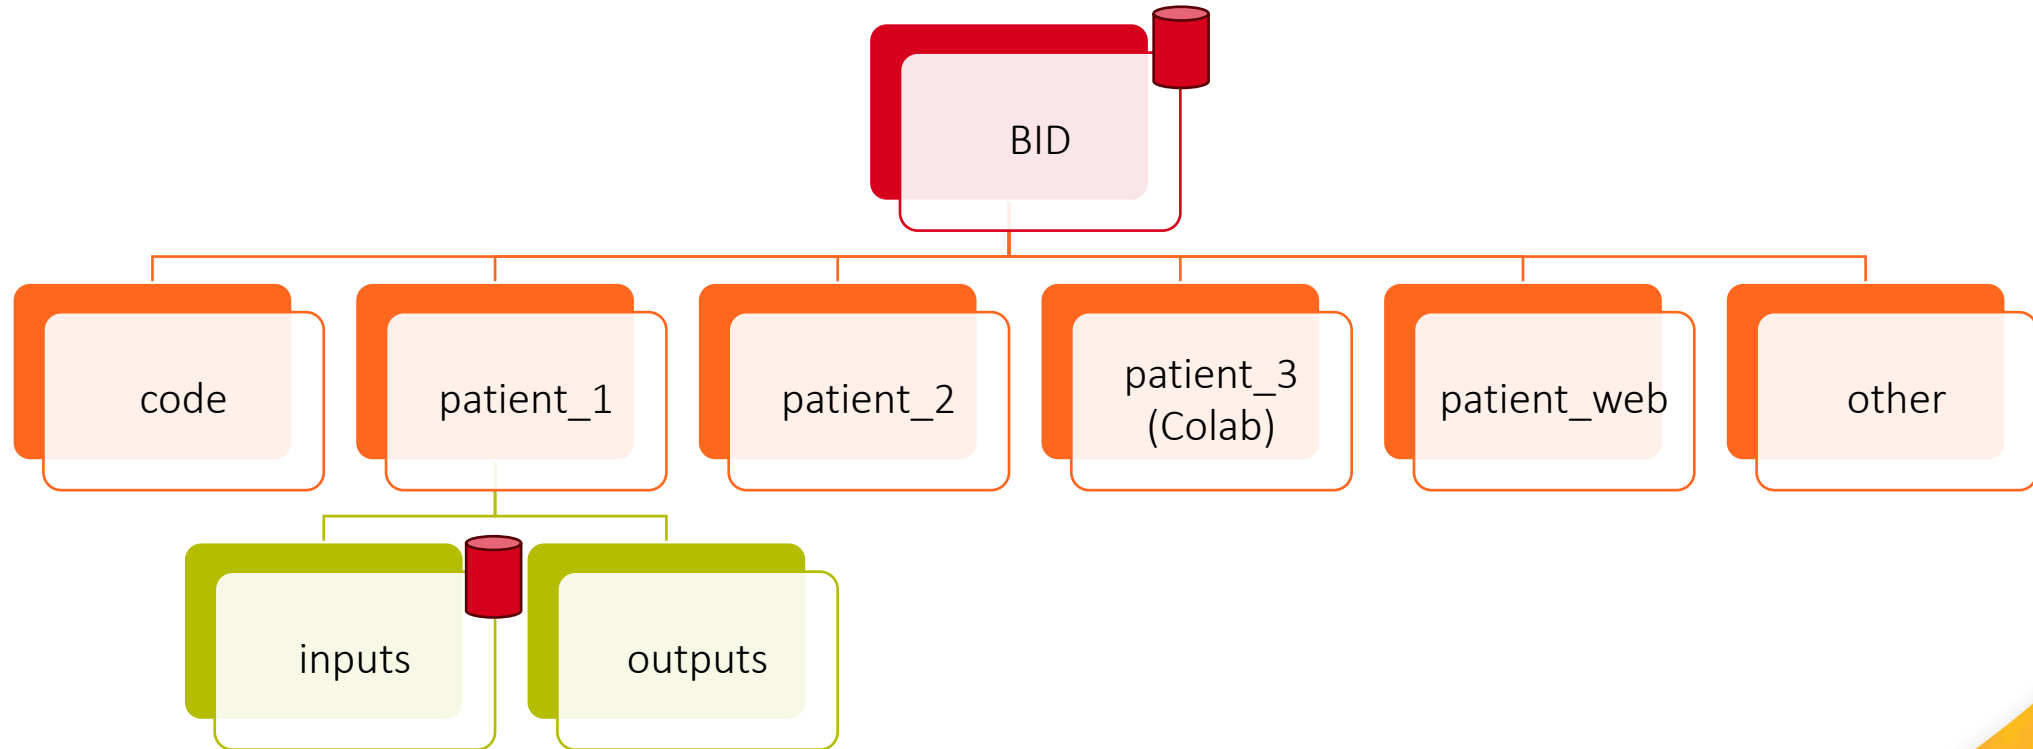 BID
code
patient_1
patient_2
patient_3
(Colab)
patient_web
other
inputs
outputs